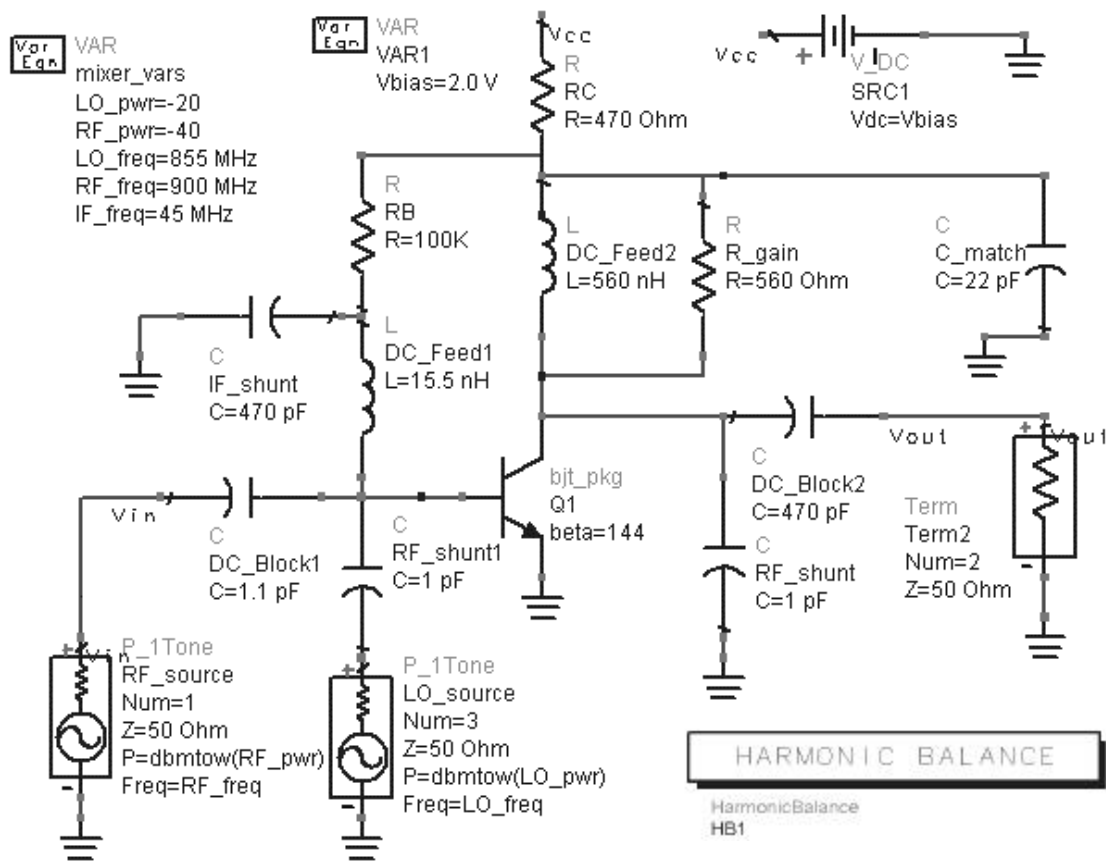 Var
Eqn
VAR
mixer_vars
LO_pwr=-20
RF_pwr=-40
LO_freq=855 MHz
RF_freq=900 MHz
IF_freq=45 MHz
Var
Eqn
VAR
VAR1
Vbias=2.0 V
Vcc
R
RC
R=470 Ohm
Vcc
+
V_DC
SRC1
Vdc=Vbias
R
RB
R=100K
L
DC_Feed2
L=560 nH
R
R_gain
R=560 Ohm
C
C_match
C=22 pF
C
IF_shunt
C=470 pF
L
DC_Feed1
L=15.5 nH
Vin
C
DC_Block1
C=1.1 pF
C
RF_shunt1
C=1 pF
bjt_pkg
Q1
beta=144
C
DC_Block2
C=470 pF
Vout
C
RF_shunt
C=1 pF
+
Vout
Term
Term2
Num=2
Z=50 Ohm
-
+
Vin
P_1Tone
RF_source
Num=1
Z=50 Ohm
P=dbmtow(RF_pwr)
Freq=RF_freq
-
+
P_1Tone
LO_source
Num=3
Z=50 Ohm
P=dbmtow(LO_pwr)
Freq=LO_freq
-
HARMONIC BALANCE
HarmonicBalance
HB1